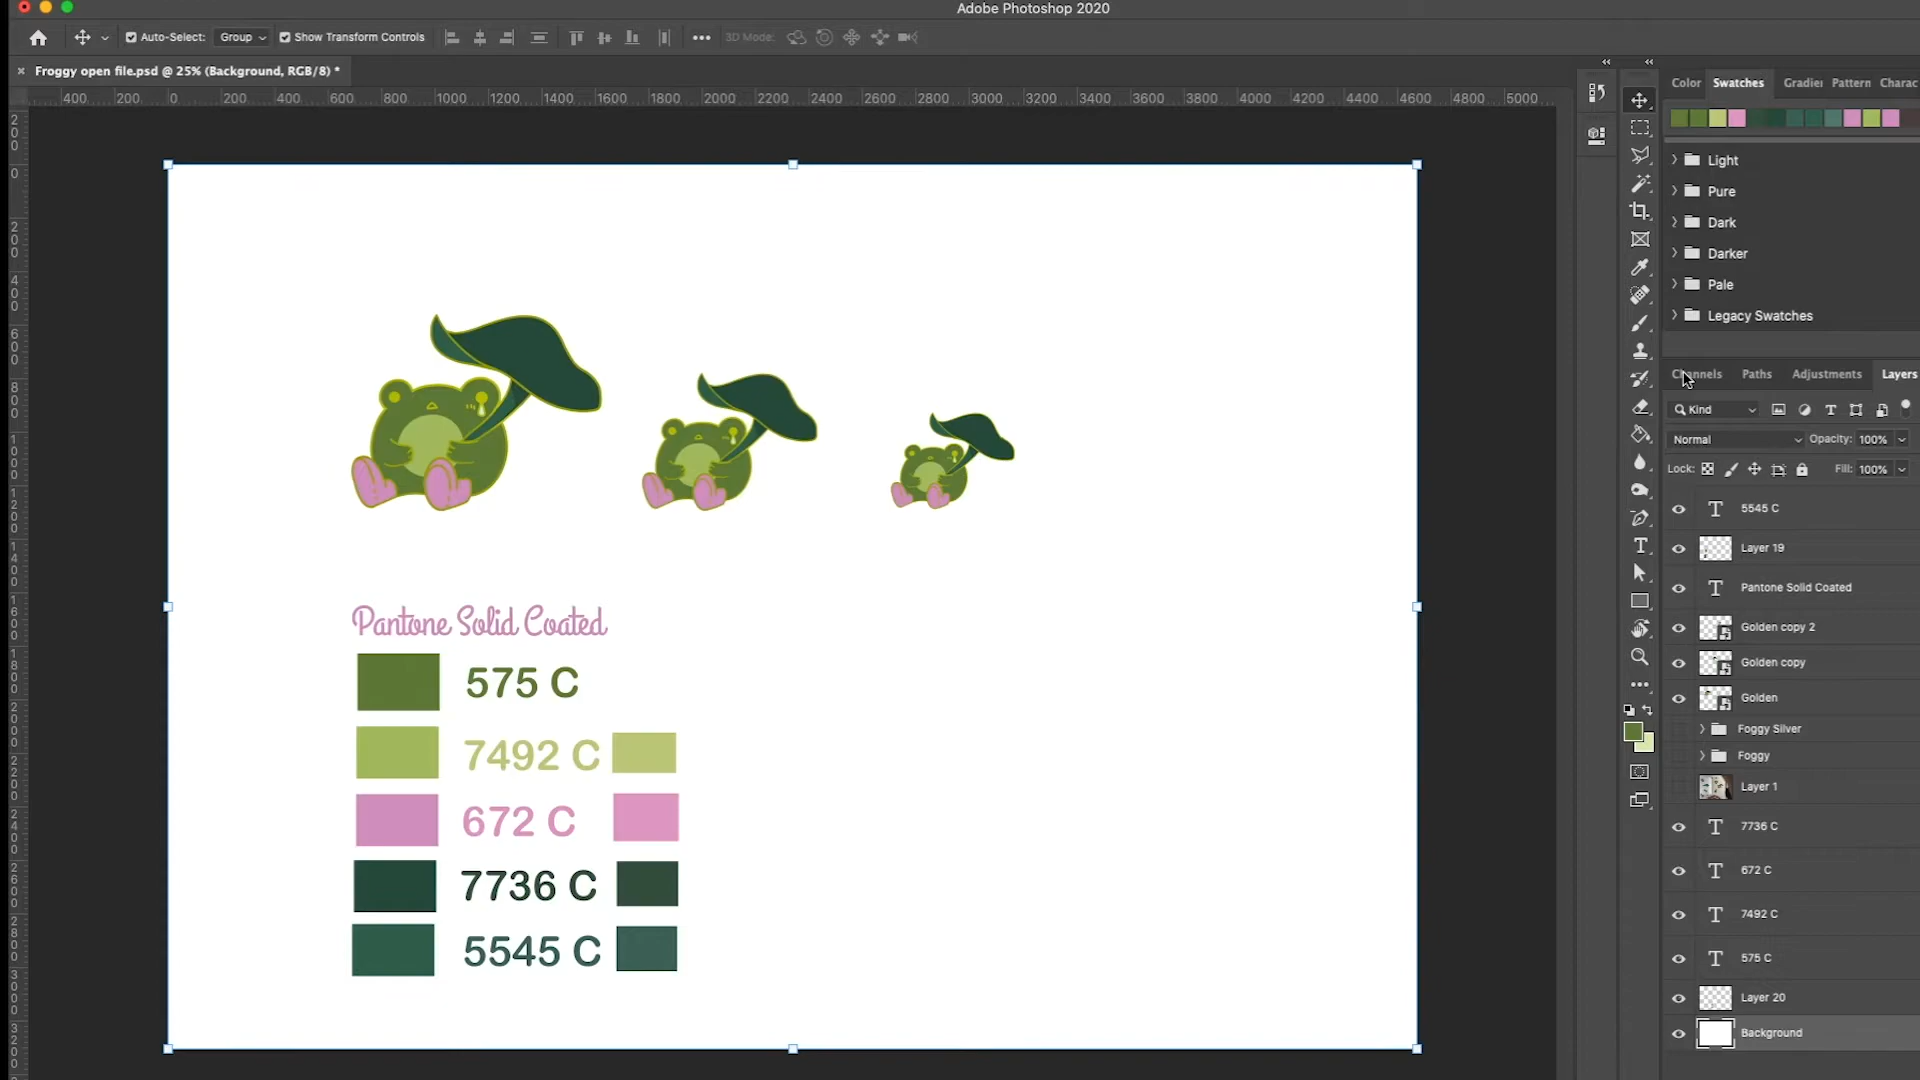 Adobe Photoshop 2020
Auto-Select: Group Show Transform Controls 3D Mode:
Froggy open file.psd @ 25% (Background, RGB/8) *
400 200 0 200 400 600 800 1000 1200 1400 1600 1800 2000 2200 2400 2600 2800 3000 3200 3400 3600 3800 4000 4200 4400 4600 4800 5000
Color Swatches Gradie Pattern Charac
Light
Pure
Dark
Darker
Pale
Legacy Swatches
Channels Paths Adjustments Layers
Kind
Normal Opacity: 100%
Lock: Fill: 100%
5545 C
Layer 19
Pantone Solid Coated
Golden copy 2
Golden copy
Golden
Foggy Silver
Foggy
Layer 1
7736 C
672 C
7492 C
575 C
Layer 20
Background
Pantone Solid Coated
575 C
7492 C
672 C
7736 C
5545 C